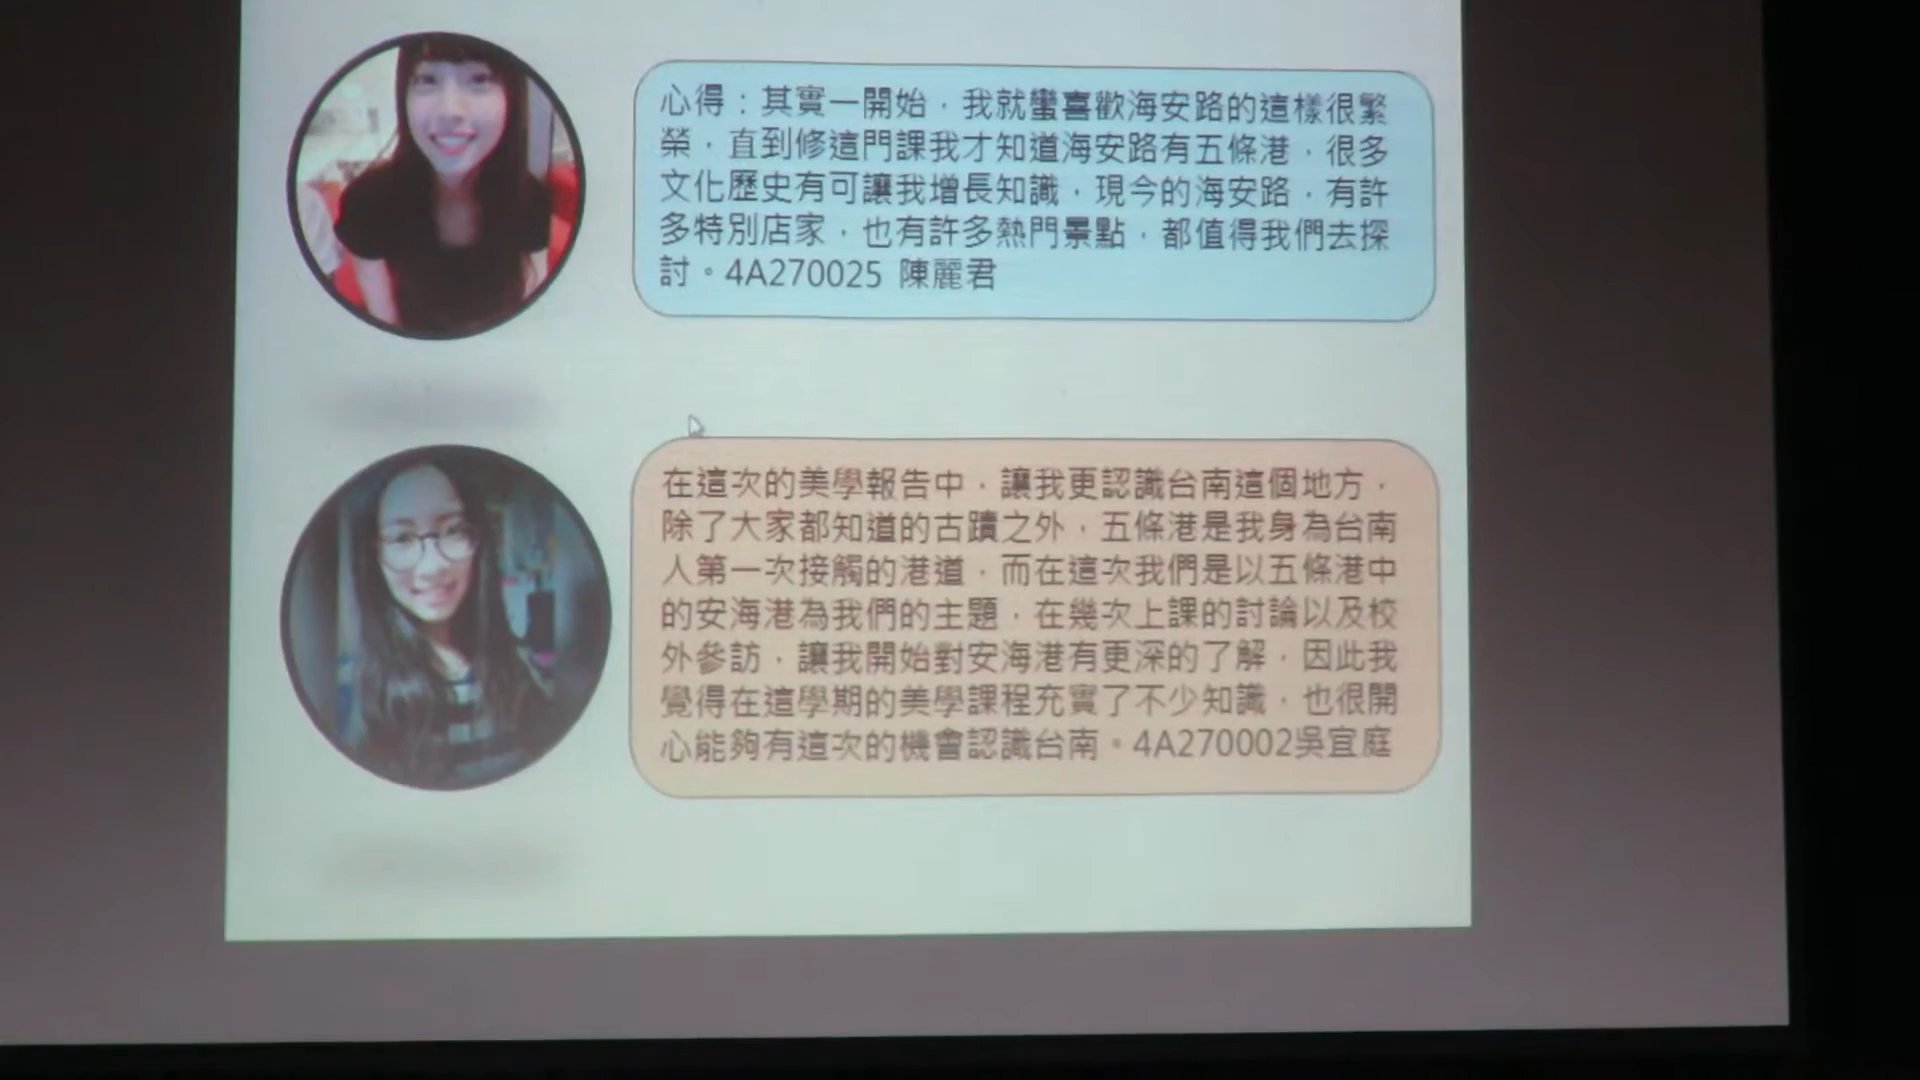 心得：其實一開始，我就蠻喜歡海安路的這樣很繁
榮，直到修這門課我才知道海安路有五條港，很多
文化歷史有可讓我增長知識，現今的海安路，有許
多特別店家，也有許多熱門景點，都值得我們去探
討。4A270025 陳麗君
在這次的美學報告中，讓我更認識台南這個地方，
除了大家都知道的古蹟之外，五條港是我身為台南
人第一次接觸的港道，而在這次我們是以五條港中
的安海港為我們的主題，在幾次上課的討論以及校
外參訪，讓我開始對安海港有更深的了解，因此我
覺得在這學期的美學課程充實了不少知識，也很開
心能夠有這次的機會認識台南。4A270002吳宜庭